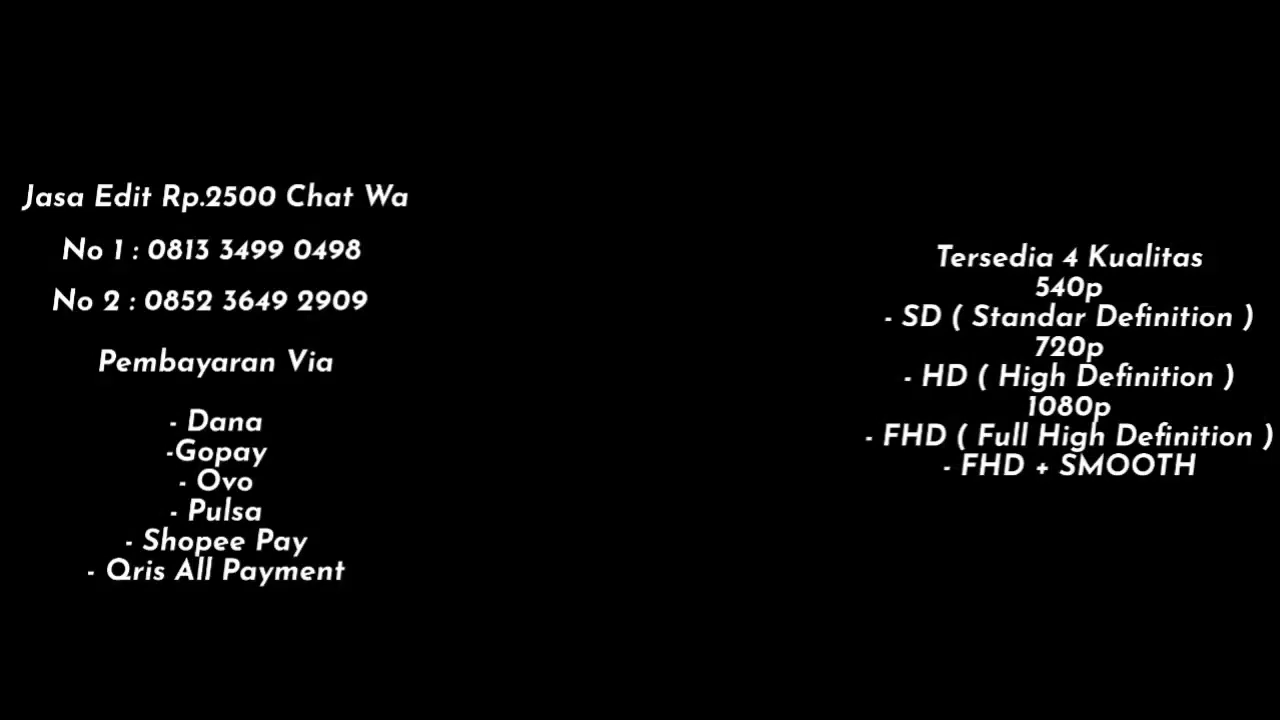 Jasa Edit Rp.2500 Chat Wa
No 1 : 0813 3499 0498
No 2 : 0852 3649 2909
Pembayaran Via
- Dana
-Gopay
- Ovo
- Pulsa
- Shopee Pay
- Qris All Payment
Tersedia 4 Kualitas
540p
- SD ( Standar Definition )
720p
- HD ( High Definition )
1080p
- FHD ( Full High Definition )
- FHD + SMOOTH